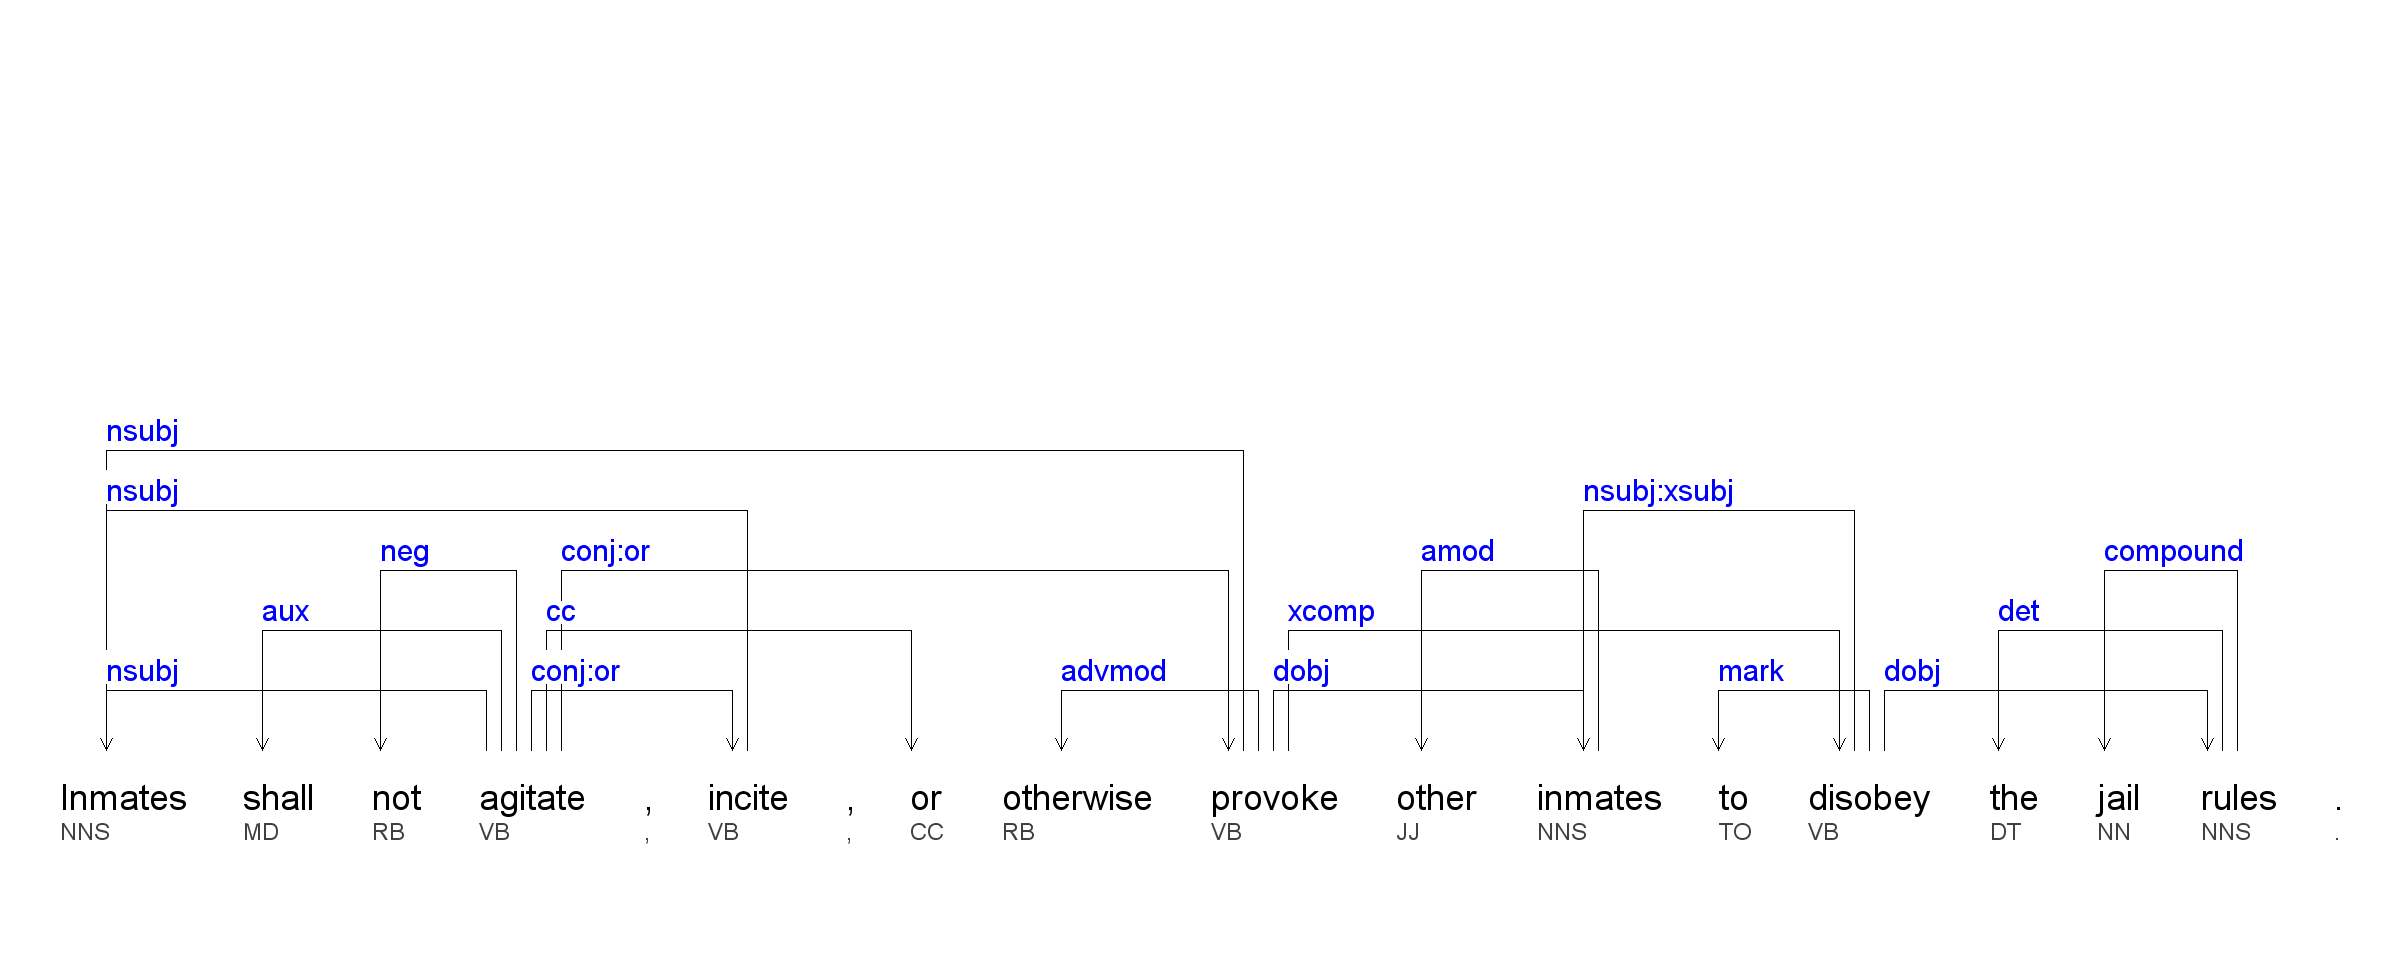 nsubj
nsubj nsubj:xsubj
neg conj:or amod compound
aux cc xcomp det
nsubj conj:or advmod dobj mark dobj
Inmates shall not agitate , incite , or otherwise provoke other inmates to disobey the jail rules .
NNS MD RB VB , VB , CC RB VB JJ NNS TO VB DT NN NNS .